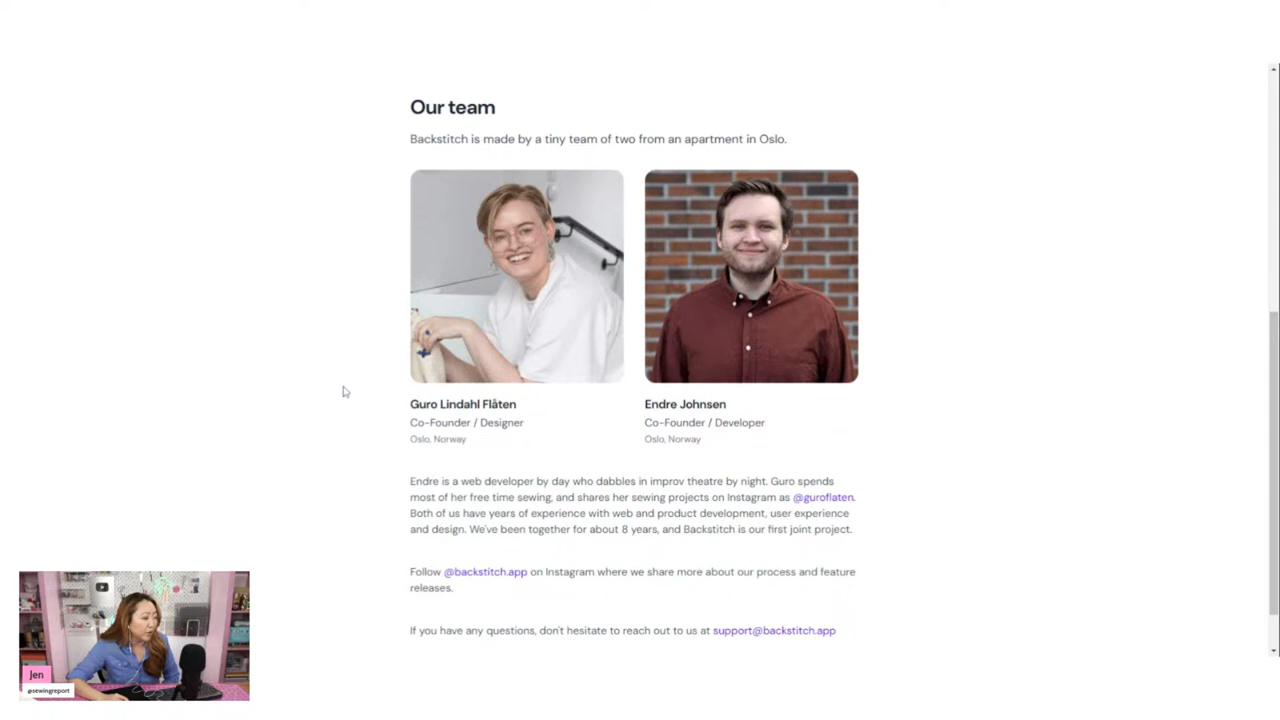 Our team
Backstitch is made by a tiny team of two from an apartment in Oslo.
Guro Lindahl Flåten
Co-Founder / Designer
Oslo, Norway
Endre Johnsen
Co-Founder / Developer
Oslo, Norway
Endre is a web developer by day who dabbles in improv theatre by night. Guro spends
most of her free time sewing, and shares her sewing projects on Instagram as @guroflaten.
Both of us have years of experience with web and product development, user experience
and design. We've been together for about 8 years, and Backstitch is our first joint project.
Follow @backstitch.app on Instagram where we share more about our process and feature
releases.
If you have any questions, don't hesitate to reach out to us at support@backstitch.app
Jen
@sewingreport